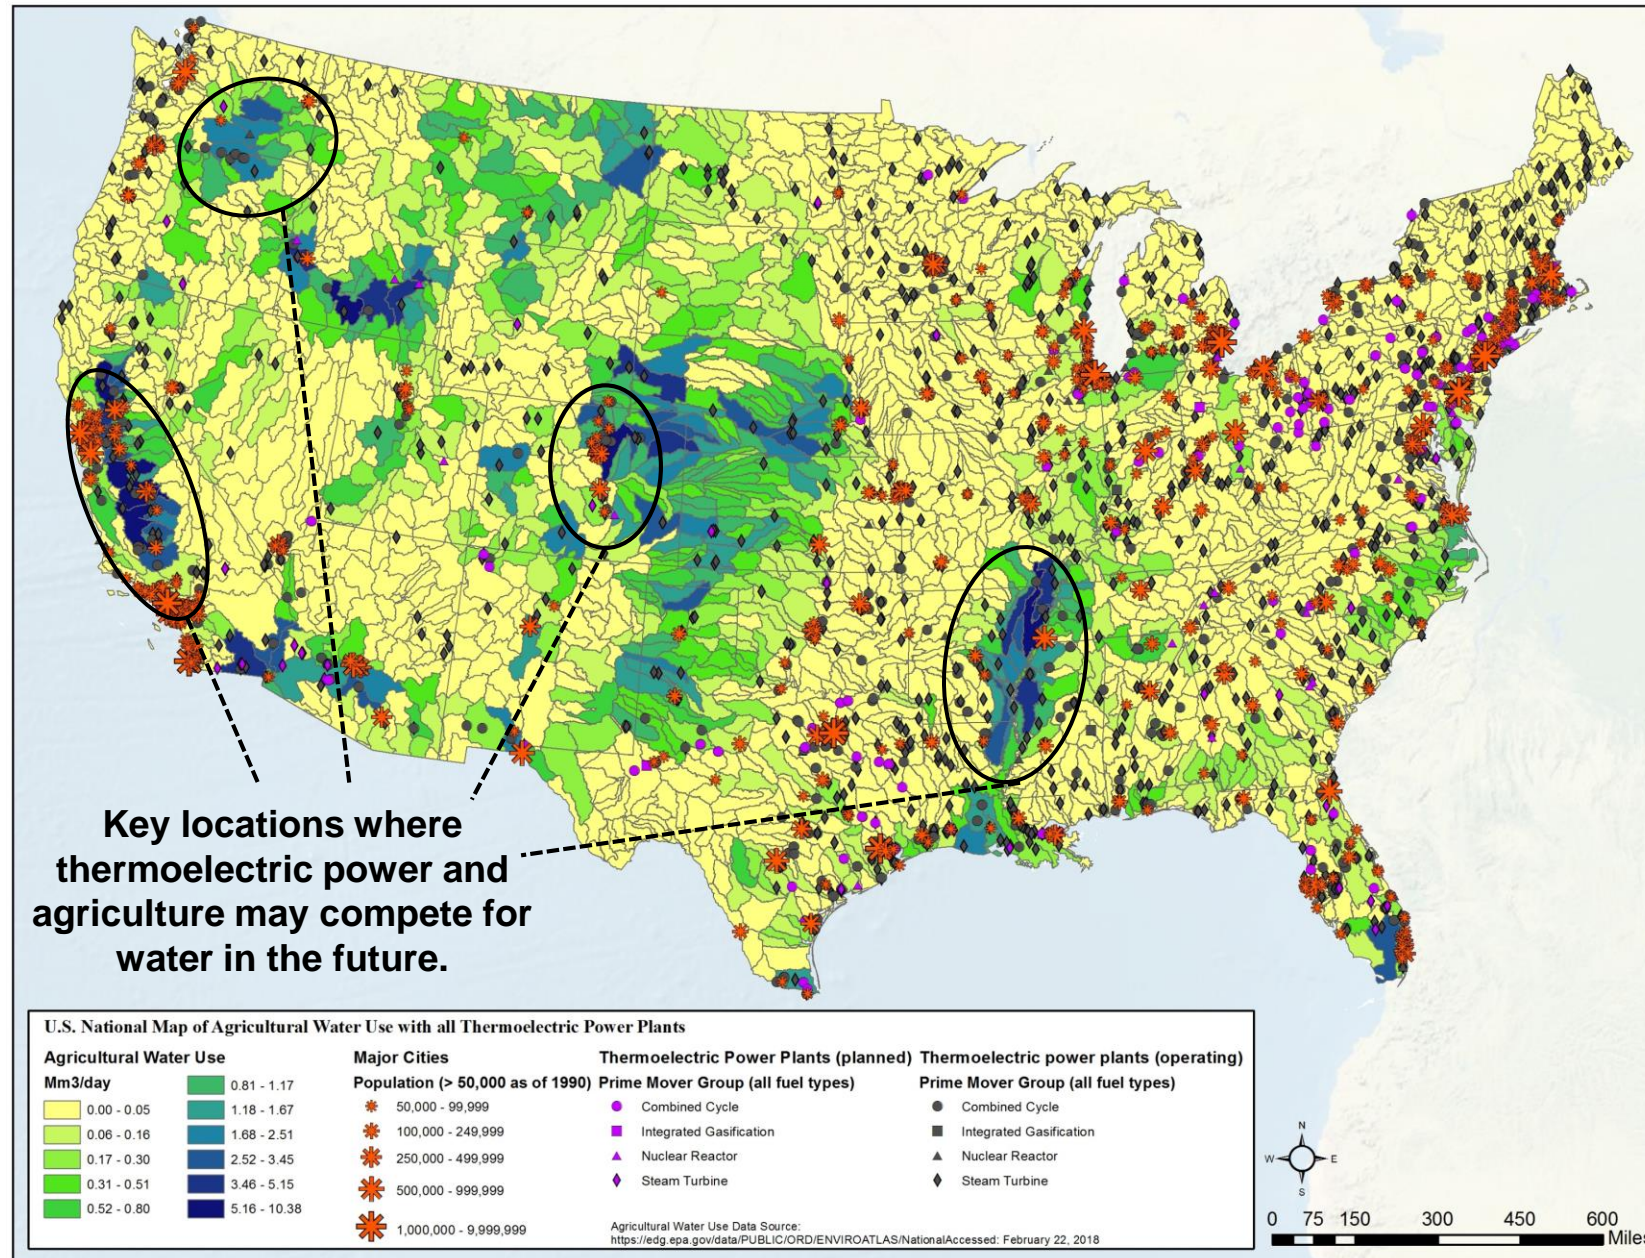 Key locations where
thermoelectric power and
agriculture may compete for
water in the future.
U.S. National Map of Agricultural Water Use with all Thermoelectric Power Plants
Agricultural Water Use
Mm3/day
0.00 - 0.05
0.06 - 0.16
0.17 - 0.30
0.31 - 0.51
0.52 - 0.80
0.81 - 1.17
1.18 - 1.67
1.68 - 2.51
2.52 - 3.45
3.46 - 5.15
5.16 - 10.38
Major Cities
Population (> 50,000 as of 1990)
50,000 - 99,999
100,000 - 249,999
250,000 - 499,999
500,000 - 999,999
1,000,000 - 9,999,999
Thermoelectric Power Plants (planned)
Prime Mover Group (all fuel types)
Combined Cycle
Integrated Gasification
Nuclear Reactor
Steam Turbine
Thermoelectric power plants (operating)
Prime Mover Group (all fuel types)
Combined Cycle
Integrated Gasification
Nuclear Reactor
Steam Turbine
Agricultural Water Use Data Source:
https://edg.epa.gov/data/PUBLIC/ORD/ENVIROATLAS/NationalAccessed: February 22, 2018
N
W E
S
0 75 150 300 450 600
Miles